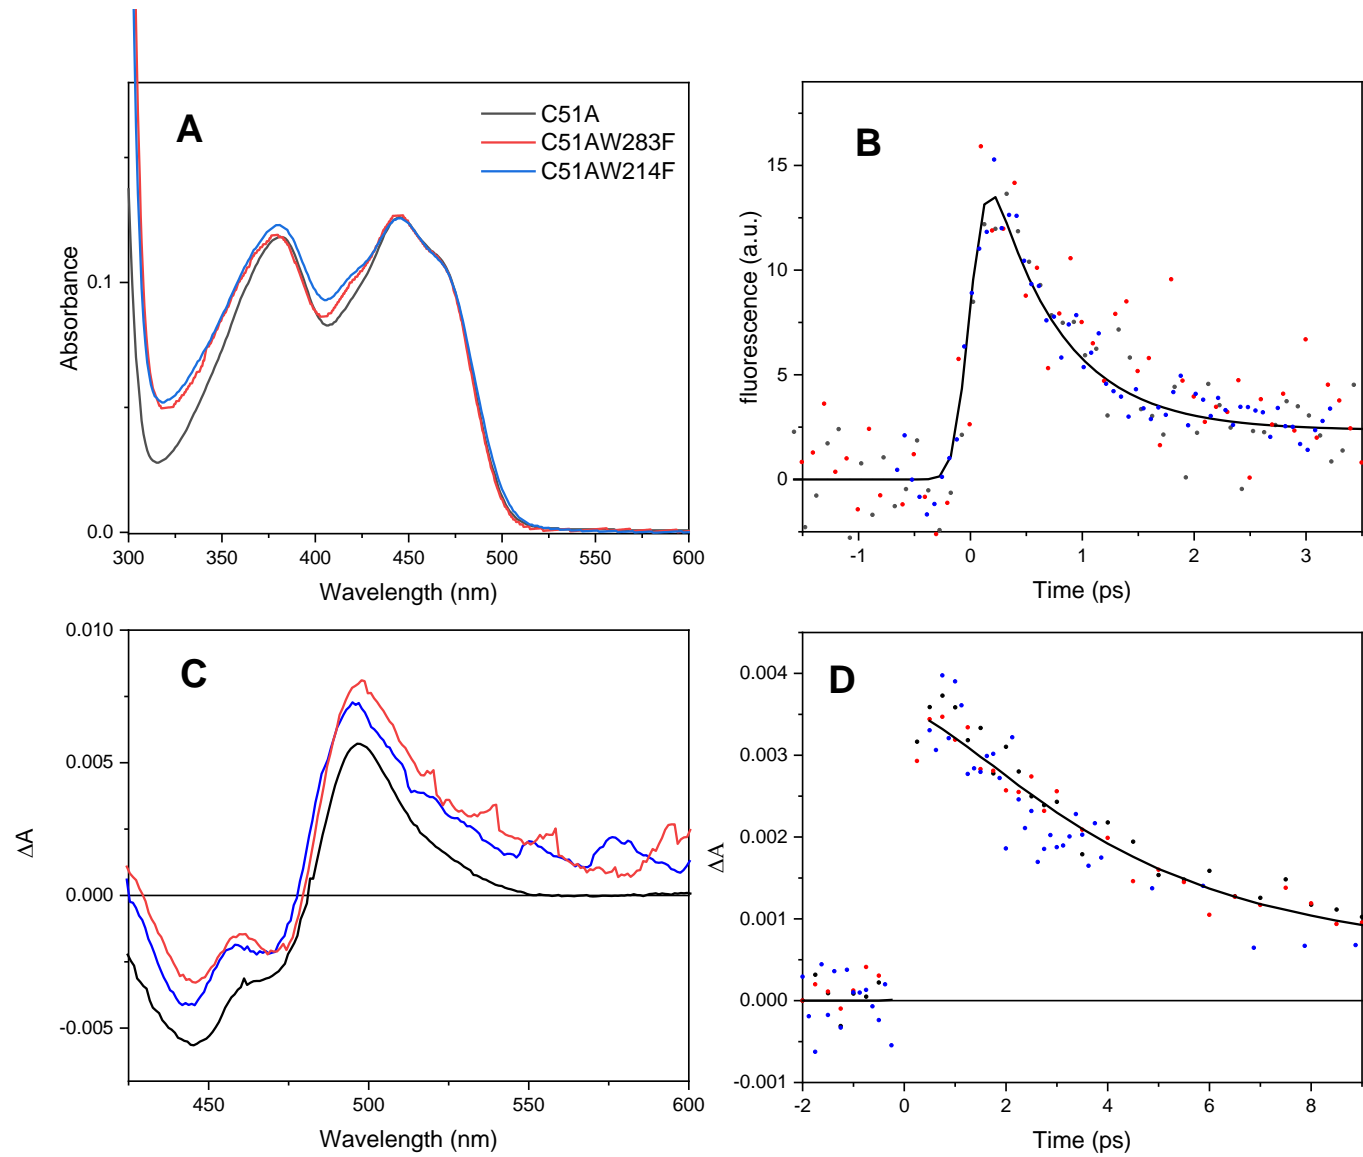 A
C51A
C51AW283F
C51AW214F
Absorbance
0.1
0.0
300 350 400 450 500 550 600
Wavelength (nm)
B
fluorescence (a.u.)
15
10
5
0
-1 0 1 2 3
Time (ps)
C
ΔA
0.010
0.005
0.000
-0.005
450 500 550 600
Wavelength (nm)
D
ΔA
0.004
0.003
0.002
0.001
0.000
-0.001
-2 0 2 4 6 8
Time (ps)